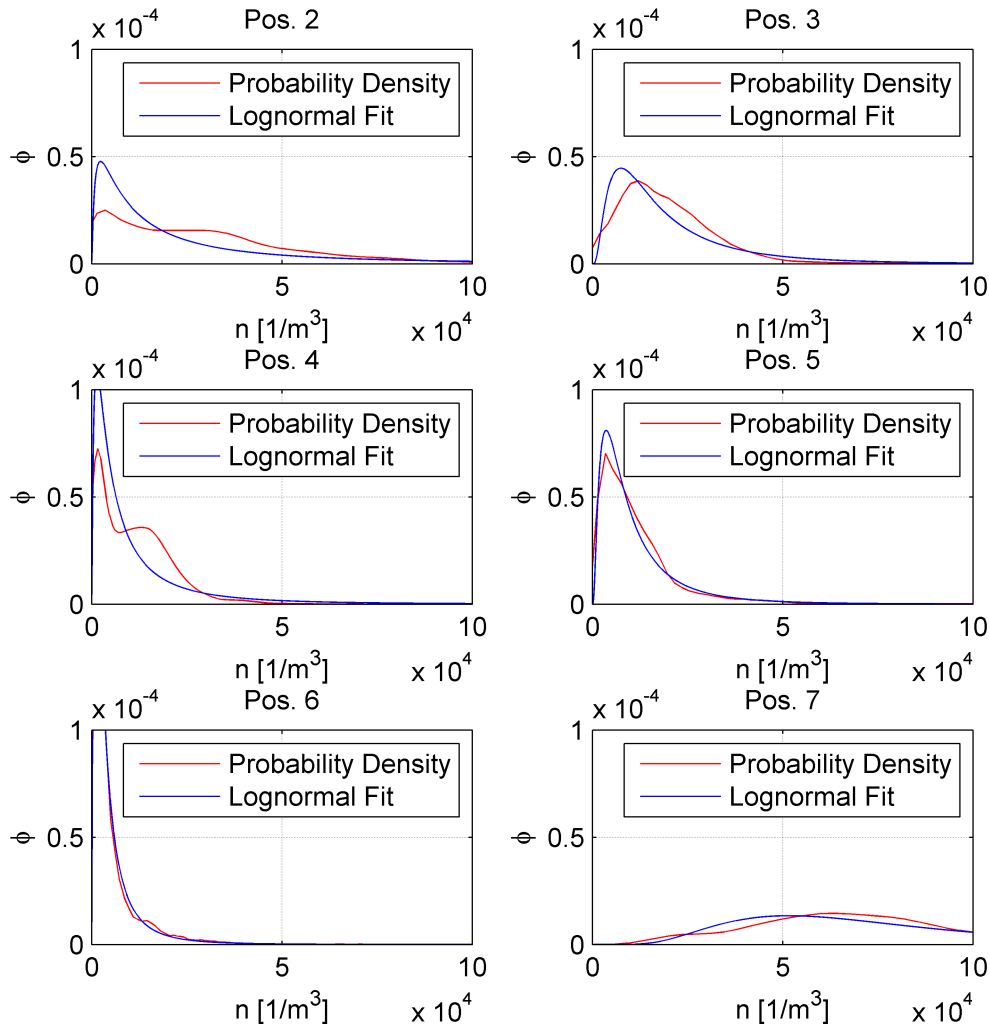 x 10^-4
Pos. 2
1
Probability Density
Lognormal Fit
ϕ
0.5
0
0
5
10
n [1/m^3]
x 10^4
x 10^-4
Pos. 3
1
Probability Density
Lognormal Fit
ϕ
0.5
0
0
5
10
n [1/m^3]
x 10^4
x 10^-4
Pos. 4
1
Probability Density
Lognormal Fit
ϕ
0.5
0
0
5
10
n [1/m^3]
x 10^4
x 10^-4
Pos. 5
1
Probability Density
Lognormal Fit
ϕ
0.5
0
0
5
10
n [1/m^3]
x 10^4
x 10^-4
Pos. 6
1
Probability Density
Lognormal Fit
ϕ
0.5
0
0
5
10
n [1/m^3]
x 10^4
x 10^-4
Pos. 7
1
Probability Density
Lognormal Fit
ϕ
0.5
0
0
5
10
n [1/m^3]
x 10^4